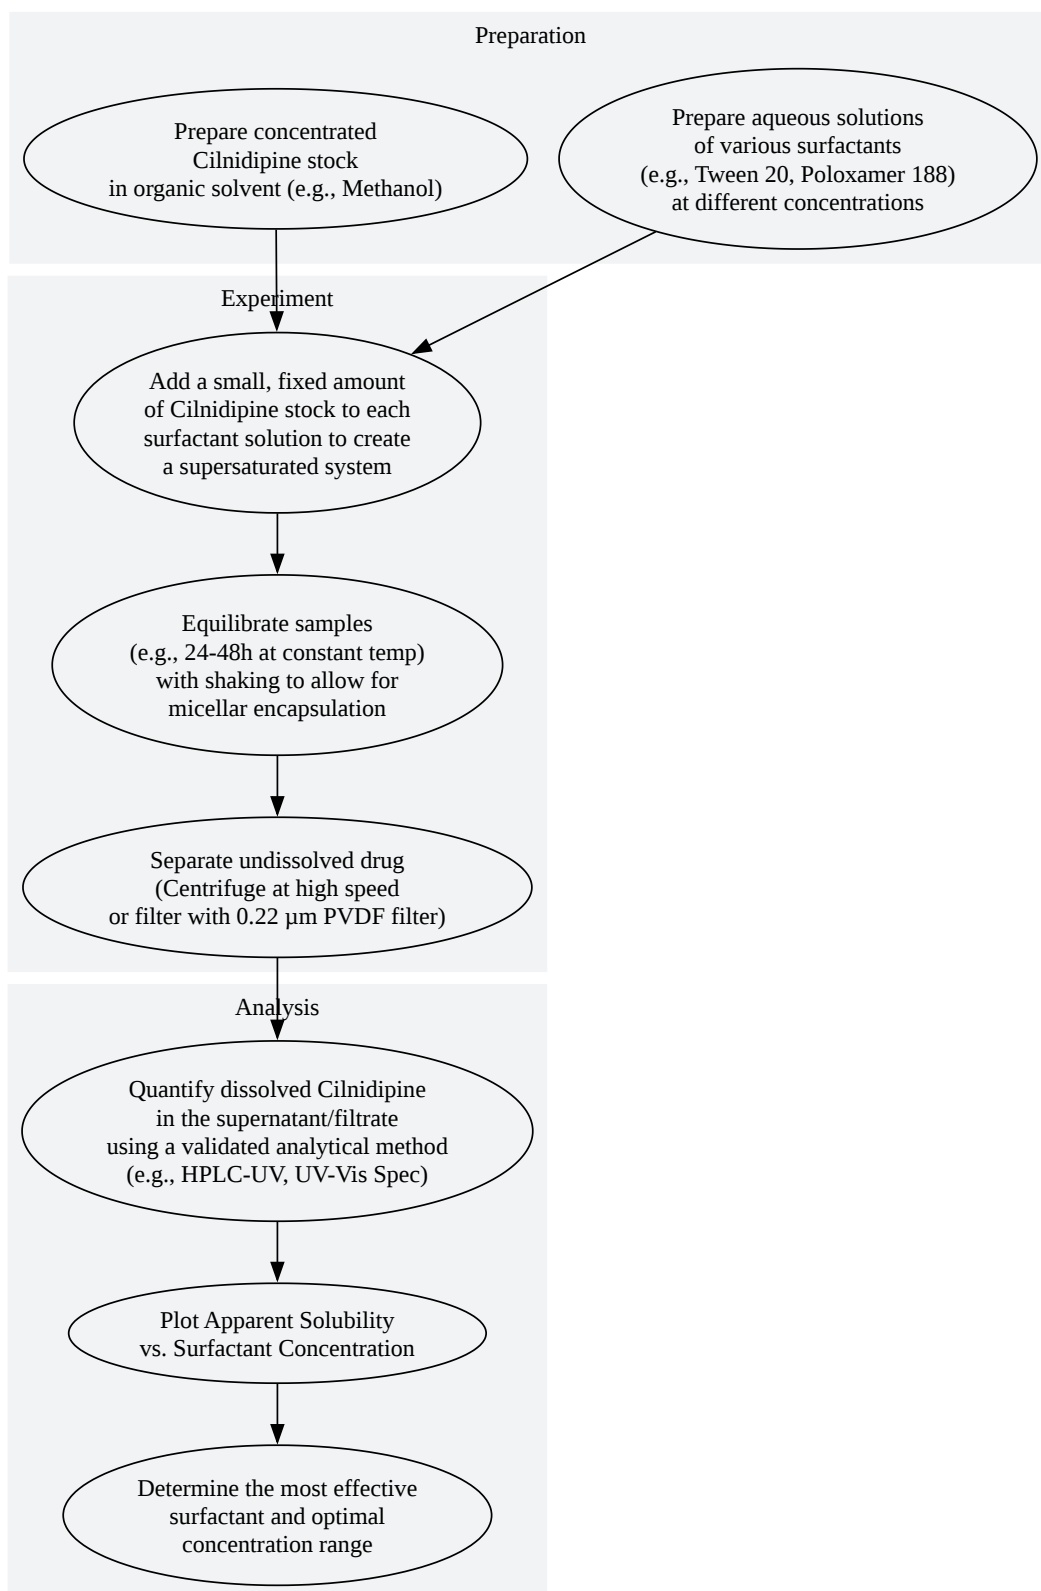 Preparation
Prepare concentrated
Cilnidipine stock
in organic solvent (e.g., Methanol)
Prepare aqueous solutions
of various surfactants
(e.g., Tween 20, Poloxamer 188)
at different concentrations
Experiment
Add a small, fixed amount
of Cilnidipine stock to each
surfactant solution to create
a supersaturated system
Equilibrate samples
(e.g., 24-48h at constant temp)
with shaking to allow for
micellar encapsulation
Separate undissolved drug
(Centrifuge at high speed
or filter with 0.22 µm PVDF filter)
Analysis
Quantify dissolved Cilnidipine
in the supernatant/filtrate
using a validated analytical method
(e.g., HPLC-UV, UV-Vis Spec)
Plot Apparent Solubility
vs. Surfactant Concentration
Determine the most effective
surfactant and optimal
concentration range